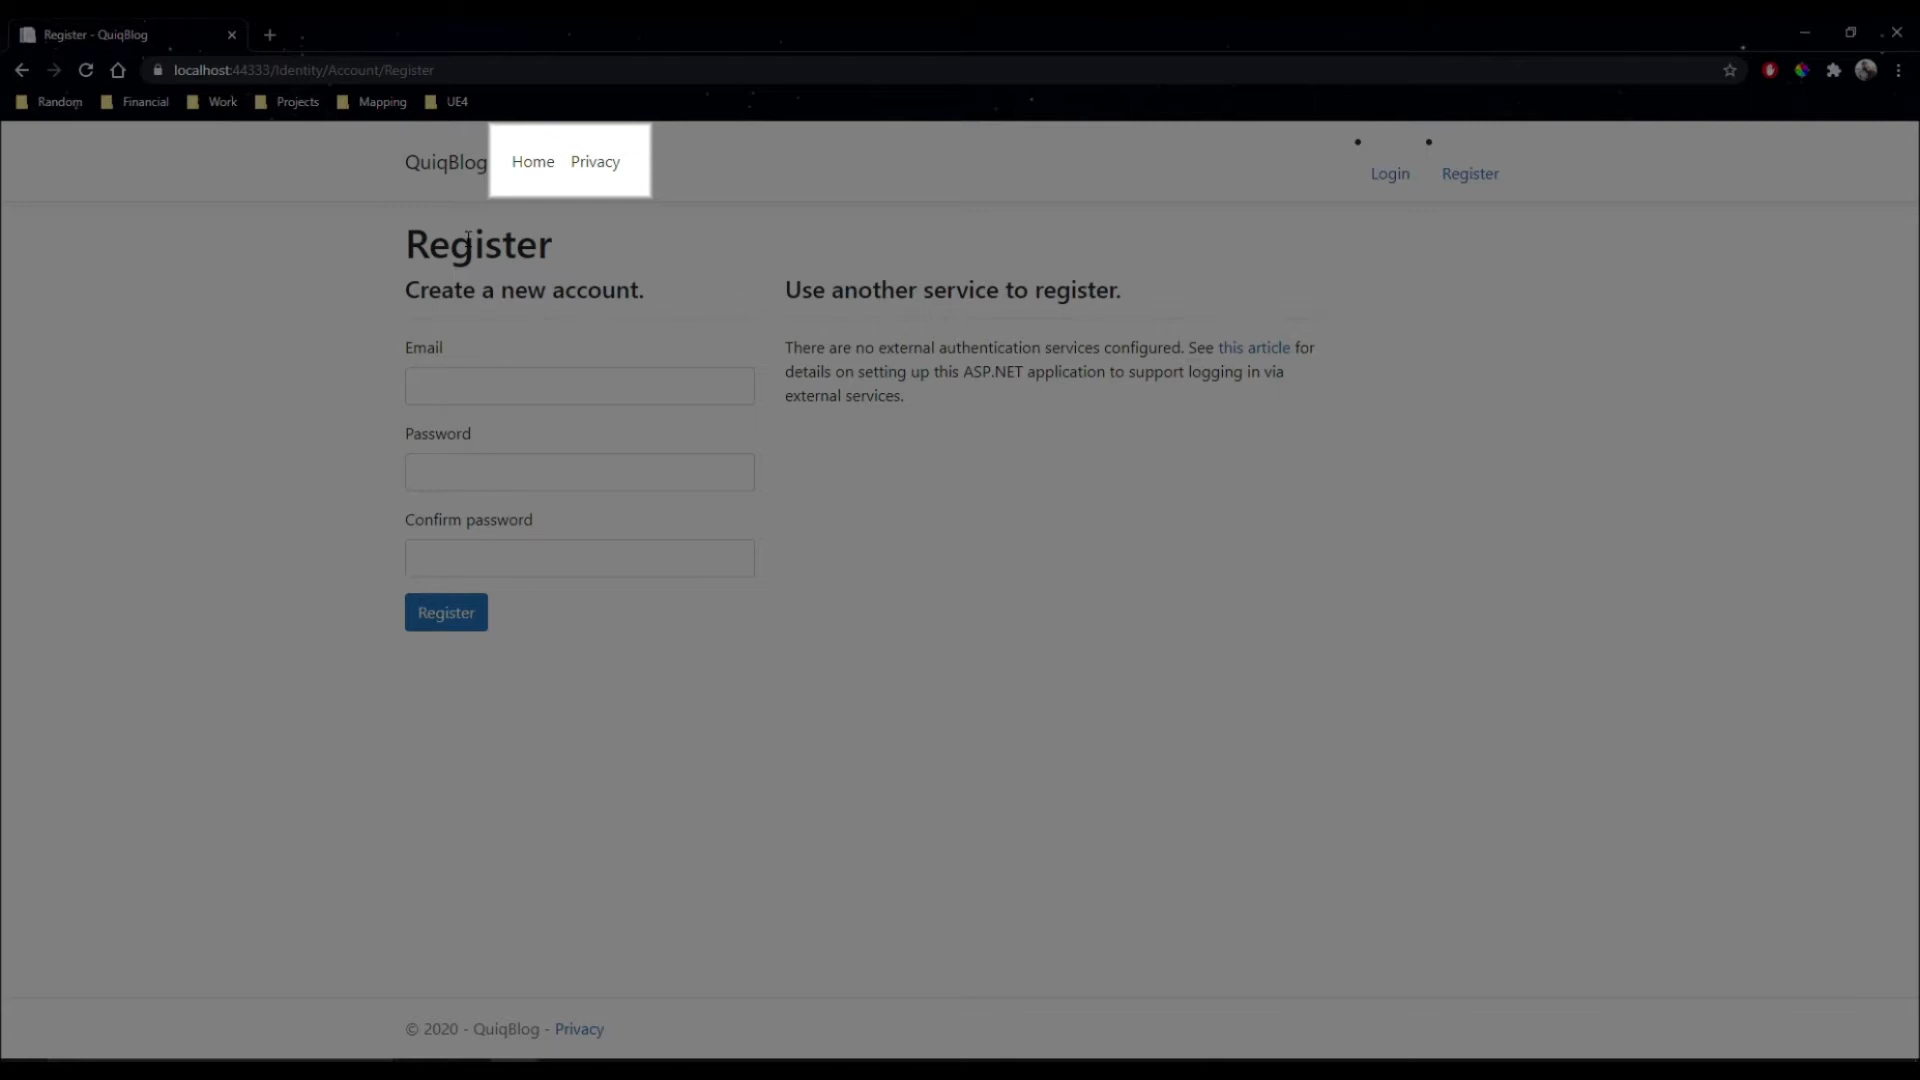 Register - QuiqBlog
localhost:44333/Identity/Account/Register
Random Financial Work Projects Mapping UE4
QuiqBlog Home Privacy Login Register
Register
Create a new account.
Email
Password
Confirm password
Register
Use another service to register.
There are no external authentication services configured. See this article for
details on setting up this ASP.NET application to support logging in via
external services.
© 2020 - QuiqBlog - Privacy